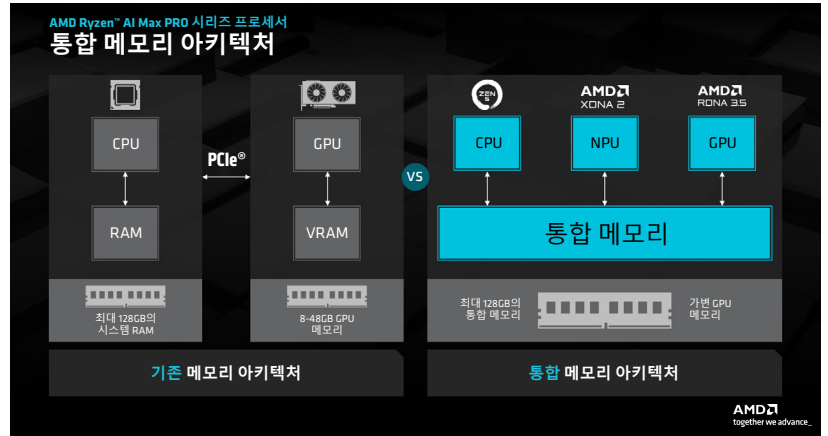 AMD Ryzen™ AI Max PRO 시리즈 프로세서
통합 메모리 아키텍처
CPU
PCIe®
GPU
RAM
VRAM
최대 128GB의
시스템 RAM
8-48GB GPU
메모리
기존 메모리 아키텍처
VS
ZEN
5
AMD
XDNA 2
AMD
RDNA 3.5
CPU
NPU
GPU
통합 메모리
최대 128GB의
통합 메모리
가변 GPU
메모리
통합 메모리 아키텍처
AMD
together we advance_